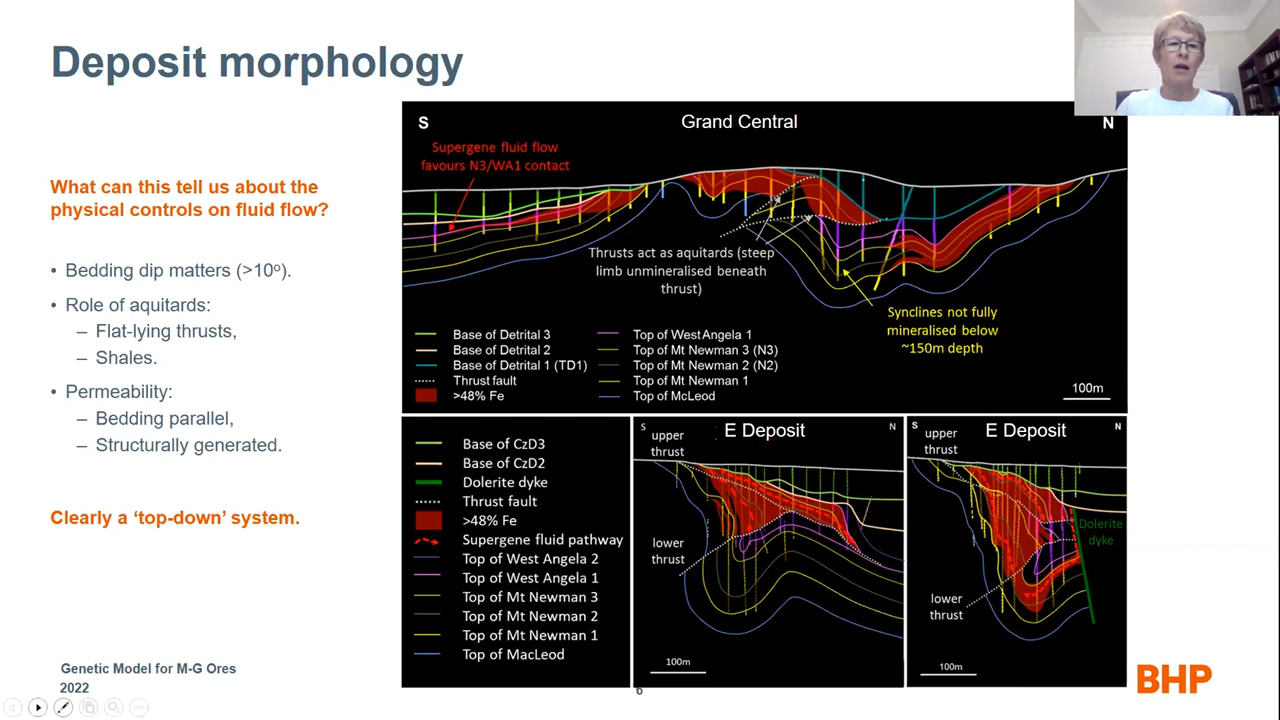 Deposit morphology
What can this tell us about the
physical controls on fluid flow?
• Bedding dip matters (>10º).
• Role of aquitards:
– Flat-lying thrusts,
– Shales.
• Permeability:
– Bedding parallel,
– Structurally generated.
Clearly a ‘top-down’ system.
Genetic Model for M-G Ores
2022
S
Grand Central
N
Supergene fluid flow
favours N3/WA1 contact
Thrusts act as aquitards (steep
limb unmineralised beneath
thrust)
Synclines not fully
mineralised below
~150m depth
Base of Detrital 3
Base of Detrital 2
Base of Detrital 1 (TD1)
Thrust fault
>48% Fe
Top of West Angela 1
Top of Mt Newman 3 (N3)
Top of Mt Newman 2 (N2)
Top of Mt Newman 1
Top of McLeod
100m
Base of CzD3
Base of CzD2
Dolerite dyke
Thrust fault
>48% Fe
Supergene fluid pathway
Top of West Angela 2
Top of West Angela 1
Top of Mt Newman 3
Top of Mt Newman 2
Top of Mt Newman 1
Top of MacLeod
S
E Deposit
N
upper
thrust
lower
thrust
100m
S
E Deposit
N
upper
thrust
Dolerite
dyke
lower
thrust
100m
6
BHP